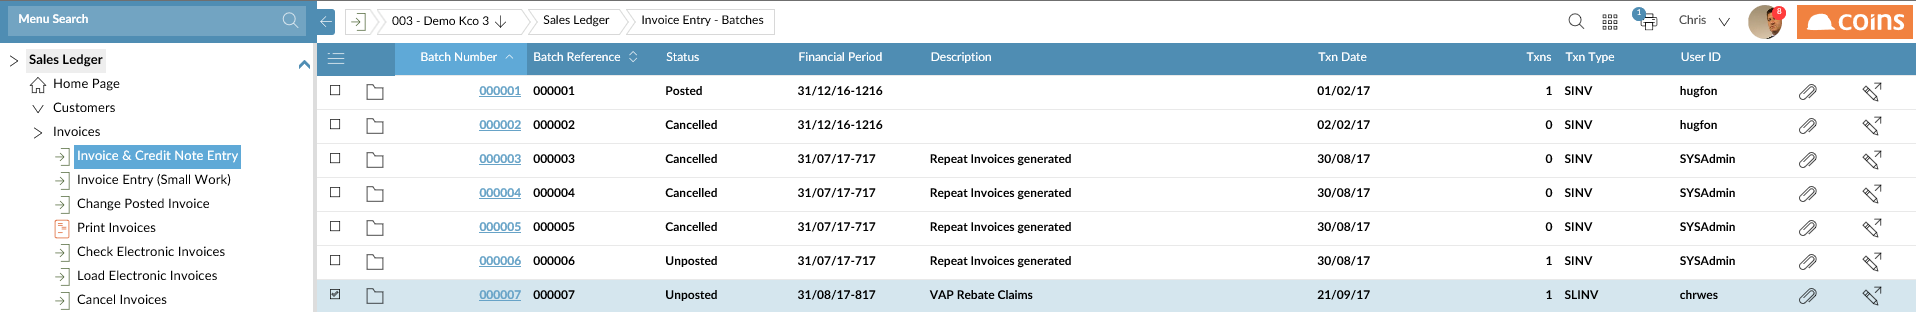 Menu Search
003 - Demo Kco 3
Sales Ledger
Invoice Entry - Batches
1
Chris
8
coins
Sales Ledger
Home Page
Customers
Invoices
Invoice & Credit Note Entry
Invoice Entry (Small Work)
Change Posted Invoice
Print Invoices
Check Electronic Invoices
Load Electronic Invoices
Cancel Invoices
Batch Number Batch Reference Status Financial Period Description Txn Date Txns Txn Type User ID
000001 000001 Posted 31/12/16-1216 01/02/17 1 SINV hugfon
000002 000002 Cancelled 31/12/16-1216 02/02/17 0 SINV hugfon
000003 000003 Cancelled 31/07/17-717 Repeat Invoices generated 30/08/17 0 SINV SYSAdmin
000004 000004 Cancelled 31/07/17-717 Repeat Invoices generated 30/08/17 0 SINV SYSAdmin
000005 000005 Cancelled 31/07/17-717 Repeat Invoices generated 30/08/17 0 SINV SYSAdmin
000006 000006 Unposted 31/07/17-717 Repeat Invoices generated 30/08/17 1 SINV SYSAdmin
000007 000007 Unposted 31/08/17-817 VAP Rebate Claims 21/09/17 1 SLINV chrwes